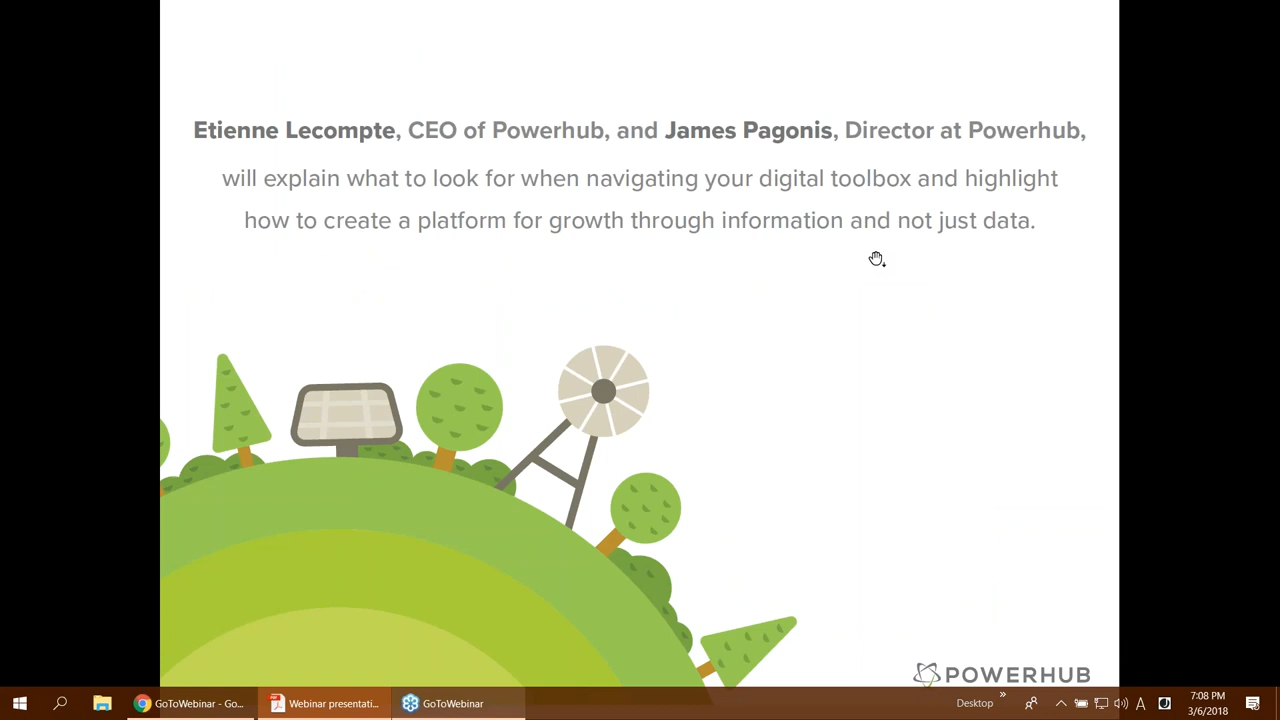 Etienne Lecompte, CEO of Powerhub, and James Pagonis, Director at Powerhub,
will explain what to look for when navigating your digital toolbox and highlight
how to create a platform for growth through information and not just data.
POWERHUB
GoToWebinar - Go...
Webinar presentati...
GoToWebinar
Desktop
»
A
7:08 PM
3/6/2018